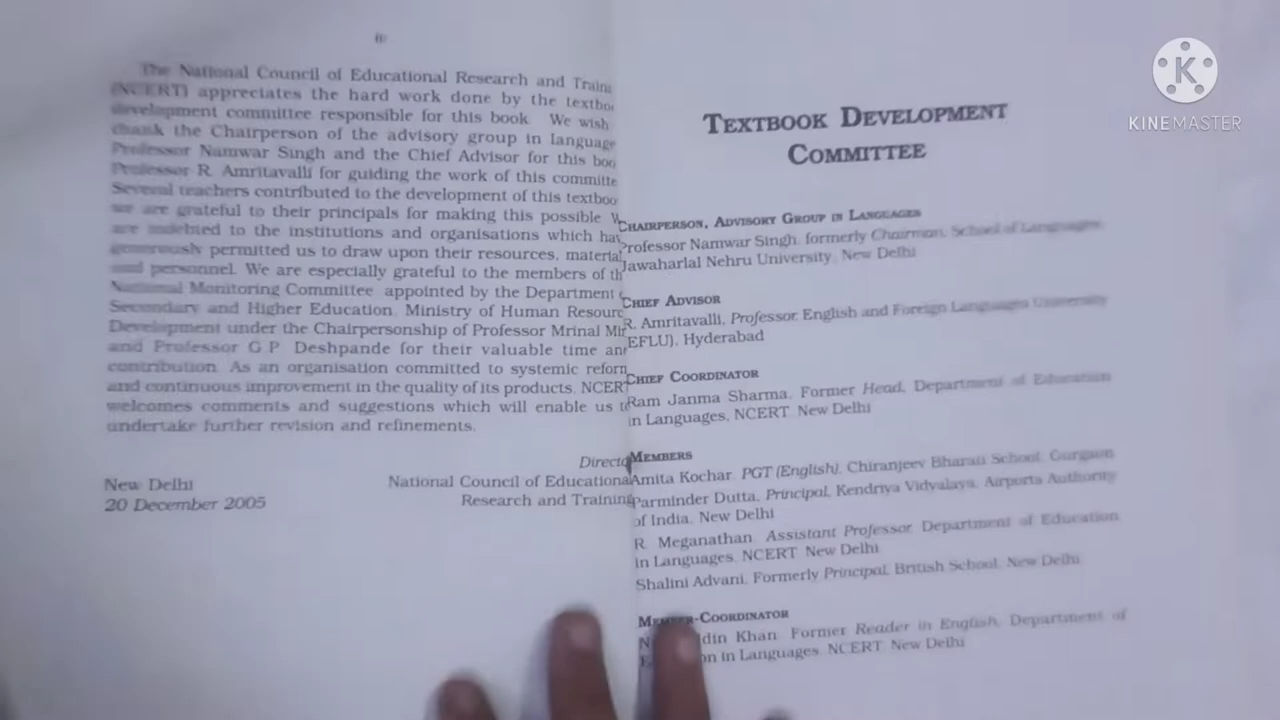 The National Council of Educational Research and Traini
(NCERT) appreciates the hard work done by the textbo
development committee responsible for this book. We wish
thank the Chairperson of the advisory group in language
Professor Namwar Singh and the Chief Advisor for this boo
Professor R. Amritavalli for guiding the work of this committe
Several teachers contributed to the development of this textboo
we are grateful to their principals for making this possible. W
are indebted to the institutions and organisations which hav
generously permitted us to draw upon their resources, material
and personnel. We are especially grateful to the members of th
National Monitoring Committee appointed by the Department
Secondary and Higher Education, Ministry of Human Resourc
Development under the Chairpersonship of Professor Mrinal Mir
and Professor G.P. Deshpande for their valuable time an
contribution. As an organisation committed to systemic reform
and continuous improvement in the quality of its products, NCERT
welcomes comments and suggestions which will enable us to
undertake further revision and refinements.
Directo
New Delhi
National Council of Educationa
20 December 2005
Research and Training
TEXTBOOK DEVELOPMENT
COMMITTEE
CHAIRPERSON, ADVISORY GROUP IN LANGUAGES
Professor Namwar Singh, formerly Chairman, School of Languages,
Jawaharlal Nehru University, New Delhi
CHIEF ADVISOR
R. Amritavalli, Professor, English and Foreign Languages University
EFLU), Hyderabad
CHIEF COORDINATOR
Ram Janma Sharma, Former Head, Department of Education
in Languages, NCERT, New Delhi
MEMBERS
Amita Kochar, PGT (English), Chiranjeev Bharati School, Gurgaon
Parminder Dutta, Principal, Kendriya Vidyalaya, Airports Authority
of India, New Delhi
R. Meganathan, Assistant Professor, Department of Education
in Languages, NCERT, New Delhi
Shalini Advani, Formerly Principal, British School, New Delhi
MEMBER-COORDINATOR
N ddin Khan, Former Reader in English, Department of
E on in Languages, NCERT, New Delhi
K
KINEMASTER